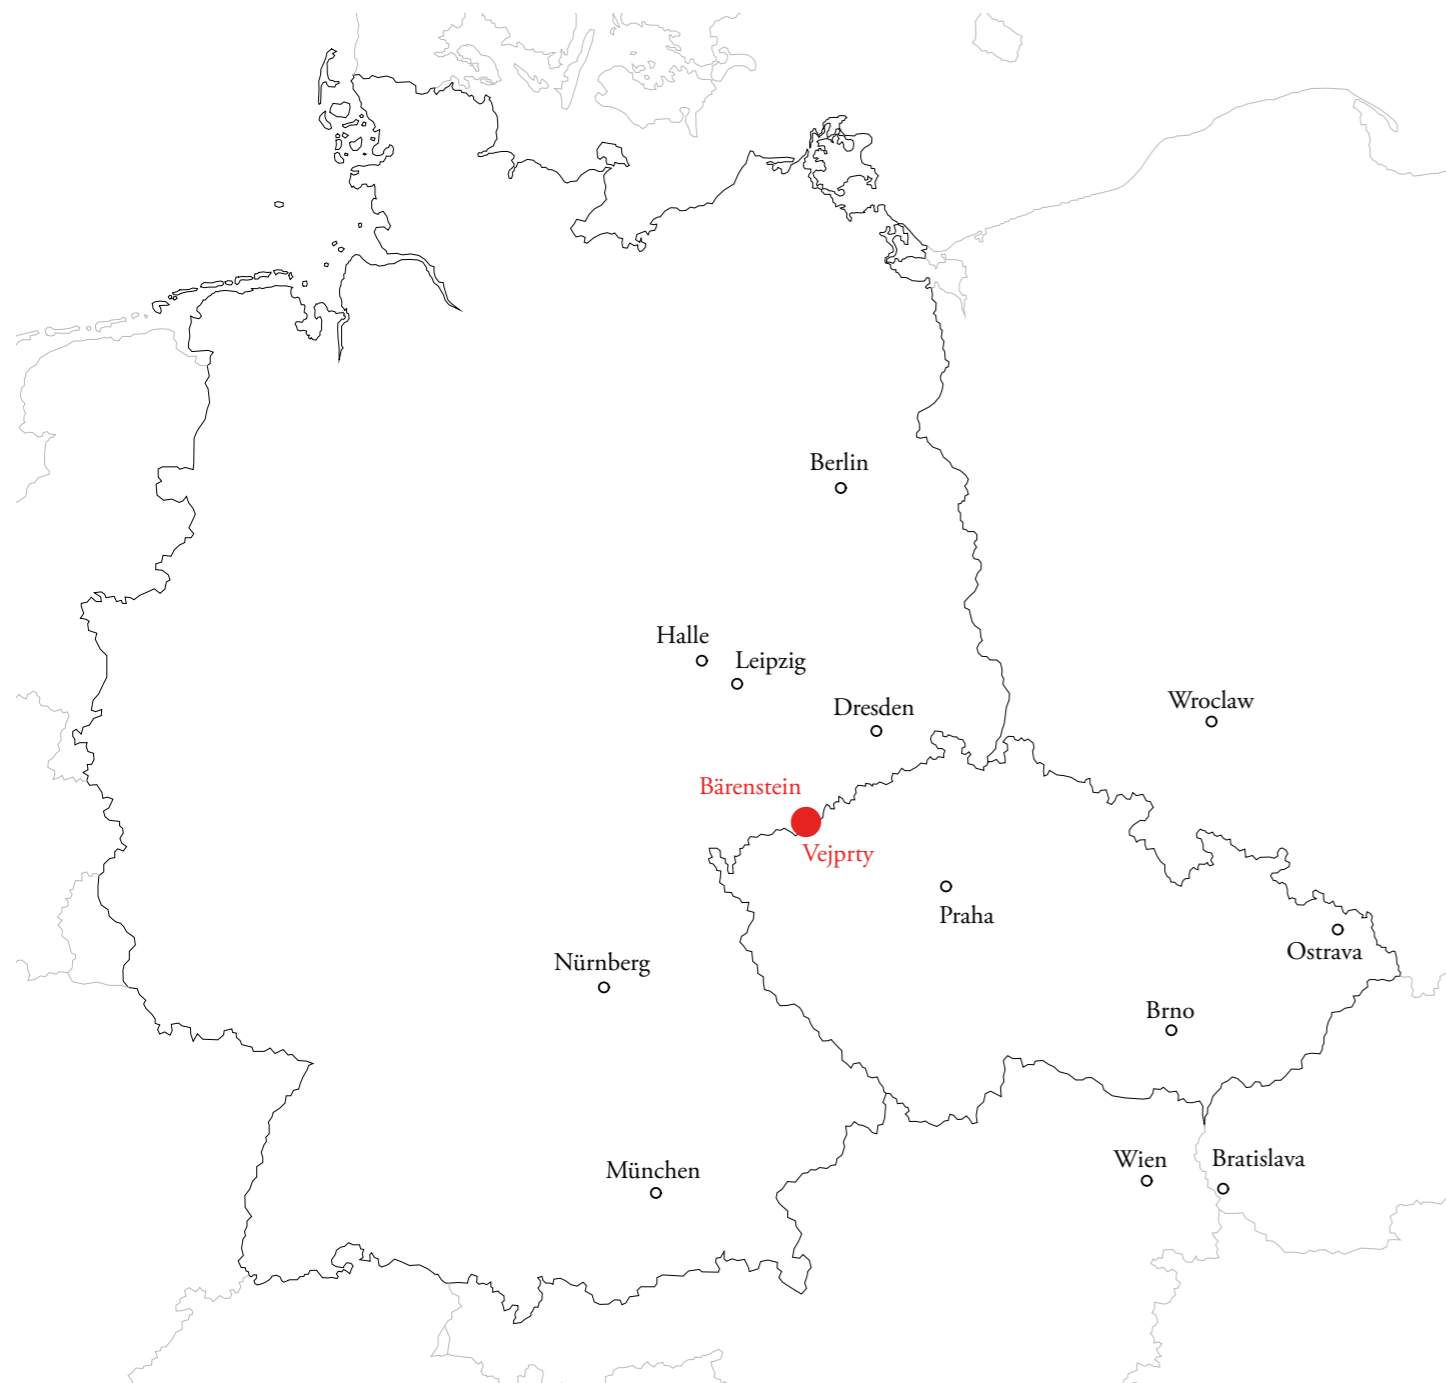 Berlin
Halle
Leipzig
Dresden
Wroclaw
Bärenstein
Vejprty
Praha
Ostrava
Nürnberg
Brno
München
Wien
Bratislava